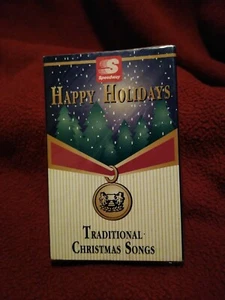 S
Speedway
HAPPY HOLIDAYS
TRADITIONAL
CHRISTMAS SONGS